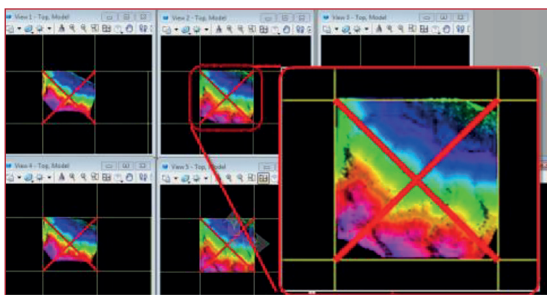 View 1 - Top, Model
View 2 - Top, Model
View 3 - Top, Model
View 4 - Top, Model
View 5 - Top, Model